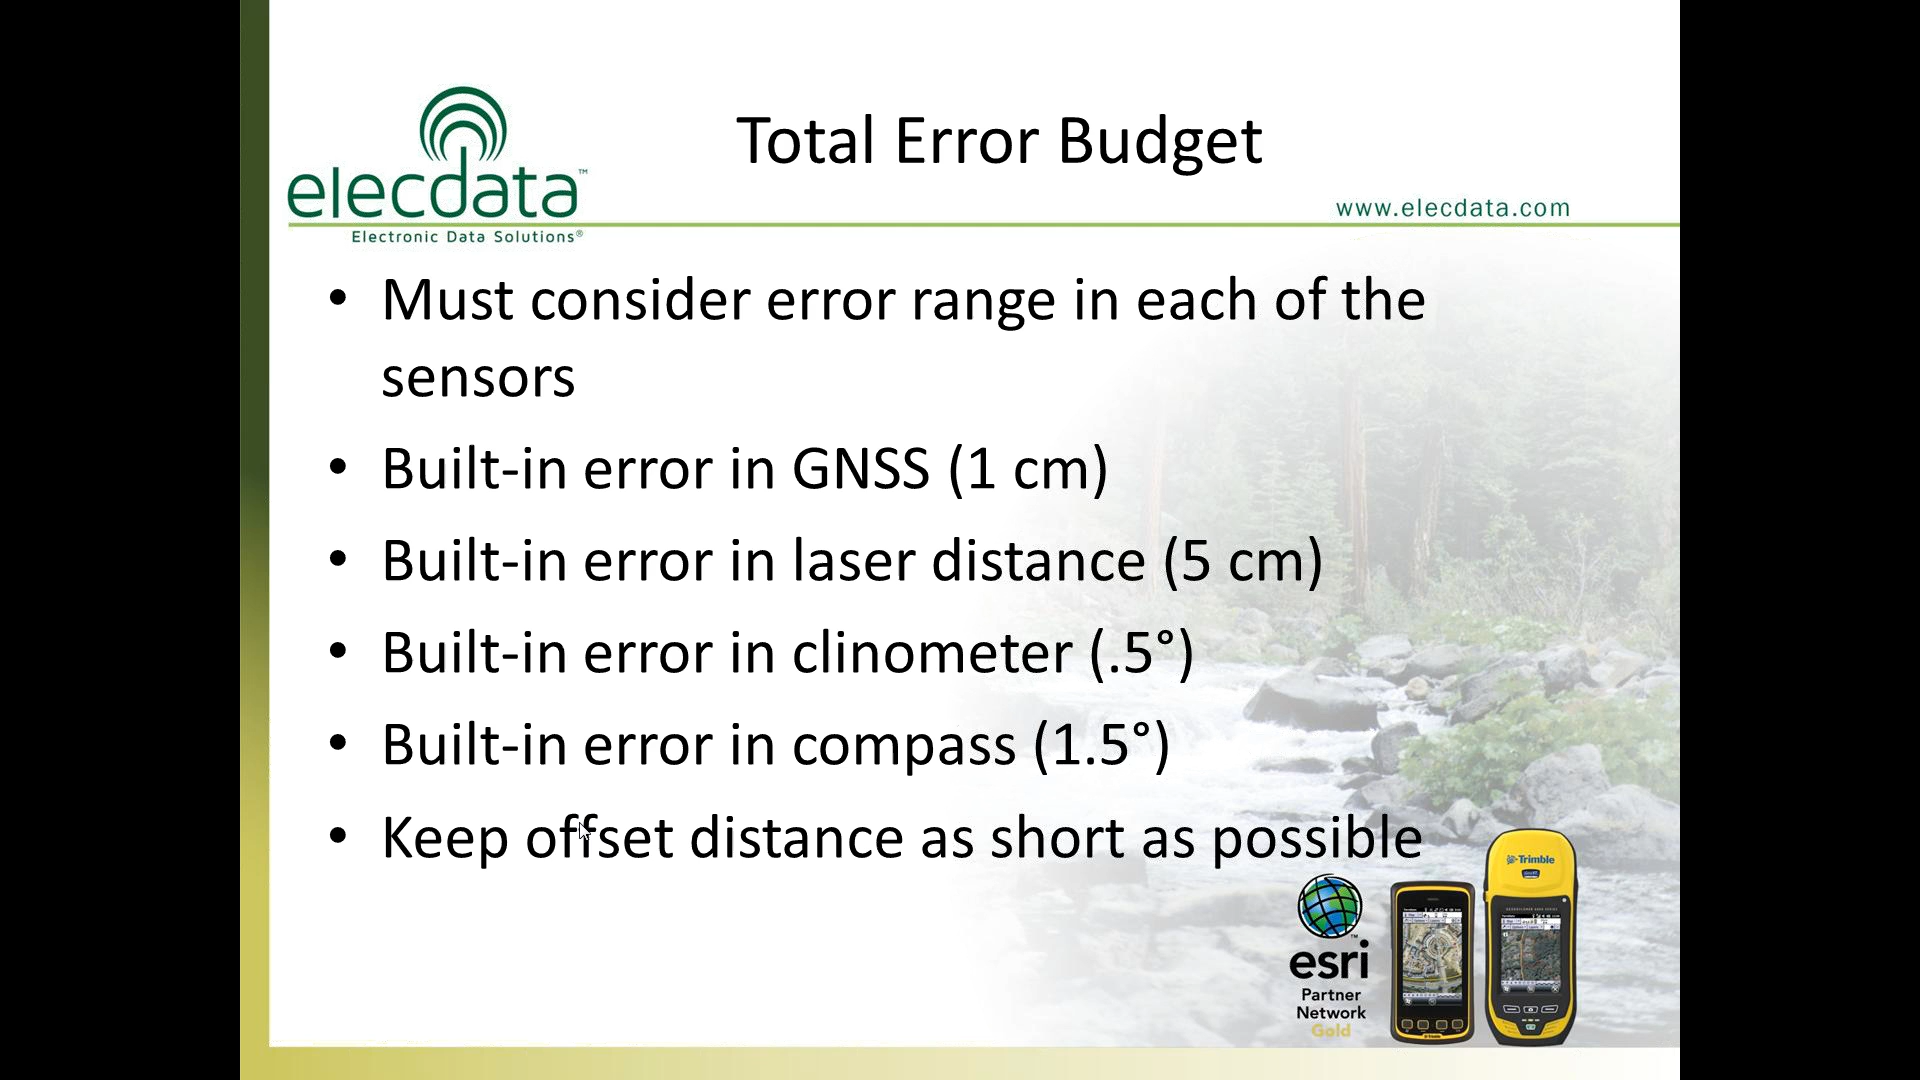 Total Error Budget
elecdata™
Electronic Data Solutions®
www.elecdata.com
• Must consider error range in each of the
sensors
• Built-in error in GNSS (1 cm)
• Built-in error in laser distance (5 cm)
• Built-in error in clinometer (.5°)
• Built-in error in compass (1.5°)
• Keep offset distance as short as possible
Trimble
esri™
Partner
Network
Gold